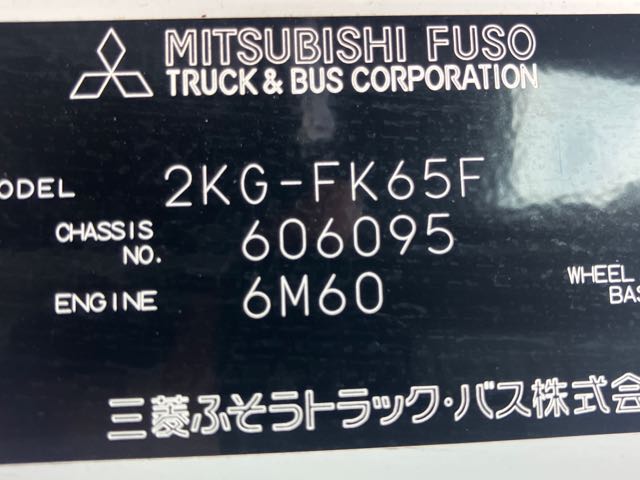 MITSUBISHI FUSO
TRUCK & BUS CORPORATION
ODEL 2KG-FK65F
CHASSIS NO. 606095
ENGINE 6M60
WHEEL
BAS
三菱ふそうトラック・バス株式会